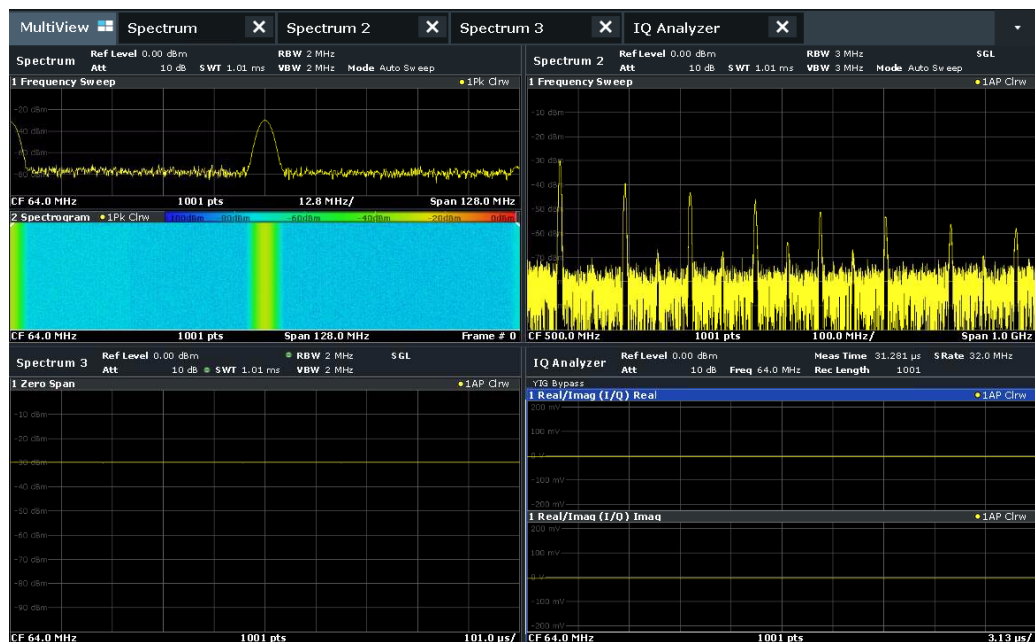 MultiView Spectrum X Spectrum 2 X Spectrum 3 X IQ Analyzer X
Spectrum Ref Level 0.00 dBm RBW 2 MHz
Att 10 dB SWT 1.01 ms VBW 2 MHz Mode Auto Sweep
1 Frequency Sweep 1Pk Clrw
-20 dBm
-40 dBm
-60 dBm
-80 dBm
CF 64.0 MHz 1001 pts 12.8 MHz/ Span 128.0 MHz
2 Spectrogram 1Pk Clrw -100dBm -80dBm -60dBm -40dBm -20dBm 0dBm
CF 64.0 MHz 1001 pts Span 128.0 MHz Frame # 0
Spectrum 2 Ref Level 0.00 dBm RBW 3 MHz SGL
Att 10 dB SWT 1.01 ms VBW 3 MHz Mode Auto Sweep
1 Frequency Sweep 1AP Clrw
-10 dBm
-20 dBm
-30 dBm
-40 dBm
-50 dBm
-60 dBm
-70 dBm
CF 500.0 MHz 1001 pts 100.0 MHz/ Span 1.0 GHz
Spectrum 3 Ref Level 0.00 dBm RBW 2 MHz SGL
Att 10 dB SWT 1.01 ms VBW 2 MHz
1 Zero Span 1AP Clrw
-10 dBm
-20 dBm
-30 dBm
-40 dBm
-50 dBm
-60 dBm
-70 dBm
-80 dBm
-90 dBm
CF 64.0 MHz 1001 pts 101.0 µs/
IQ Analyzer Ref Level 0.00 dBm Meas Time 31.281 µs SRate 32.0 MHz
Att 10 dB Freq 64.0 MHz Rec Length 1001
YIG Bypass
1 Real/Imag (I/Q) Real 1AP Clrw
200 mV
100 mV
0 V
-100 mV
-200 mV
1 Real/Imag (I/Q) Imag 1AP Clrw
200 mV
100 mV
0 V
-100 mV
CF 64.0 MHz 1001 pts 3.13 µs/